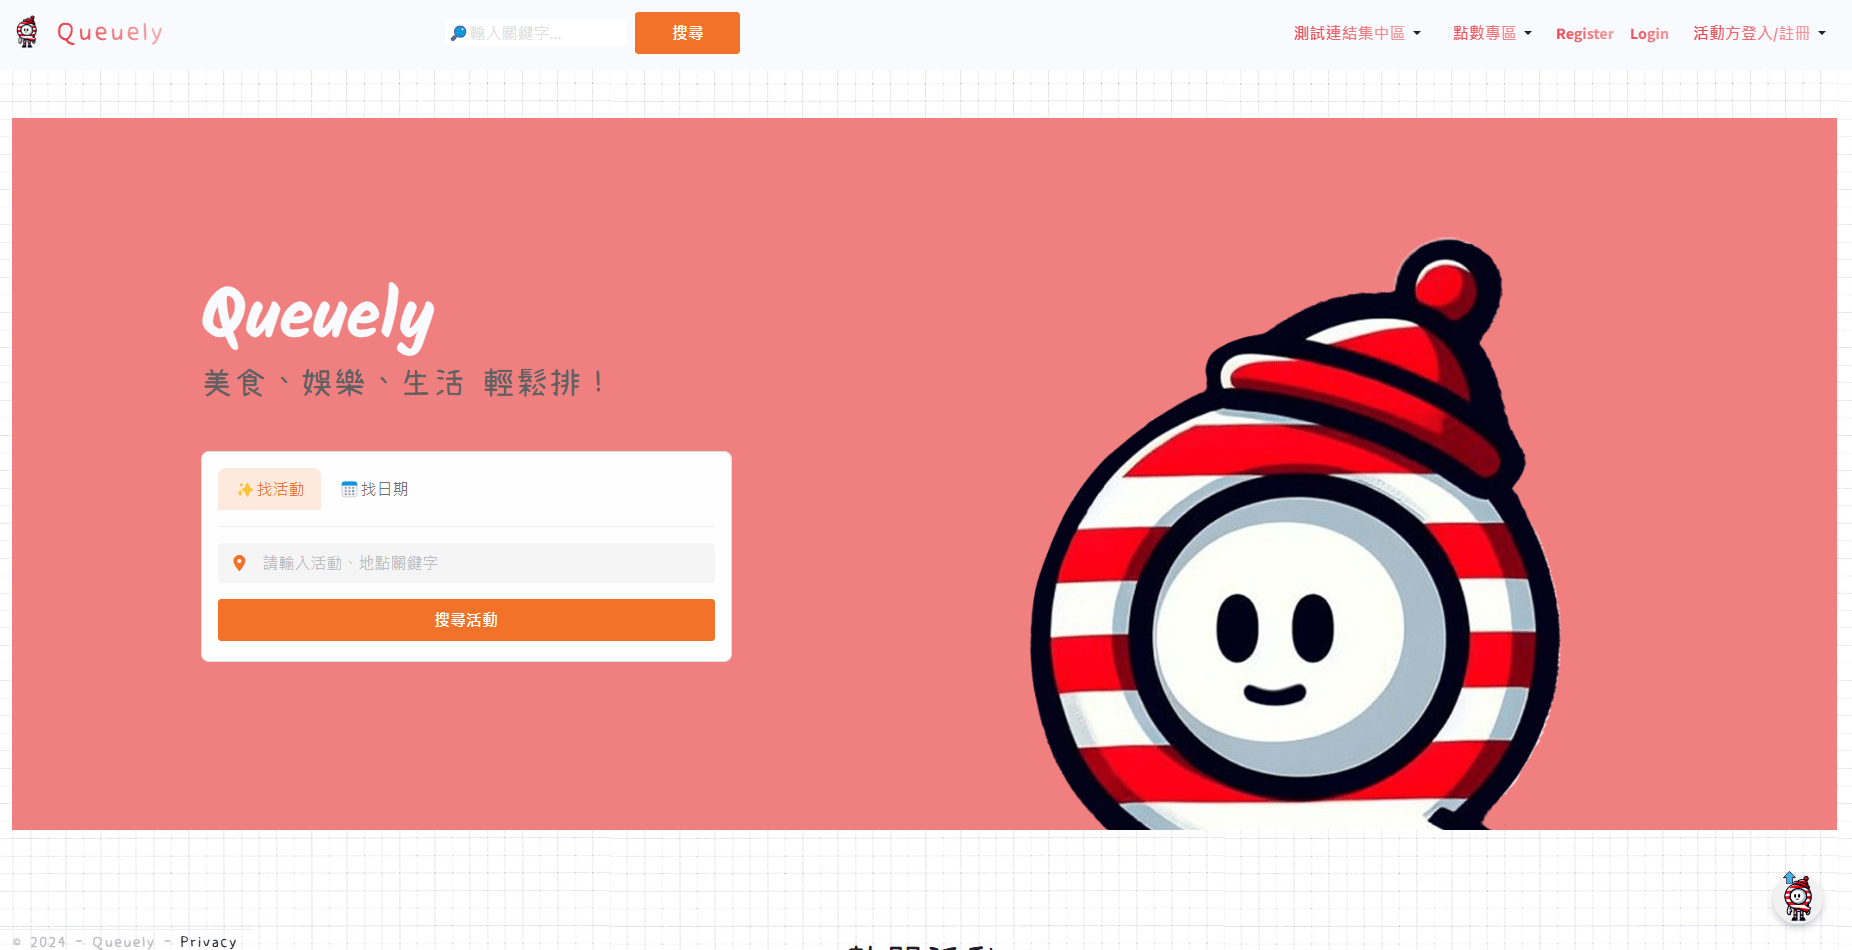 Queuely
輸入關鍵字...
搜尋
測試連結集中區
點數專區
Register
Login
活動方登入/註冊
Queuely
美食、娛樂、生活 輕鬆排！
找活動
找日期
請輸入活動、地點關鍵字
搜尋活動
© 2024 - Queuely - Privacy